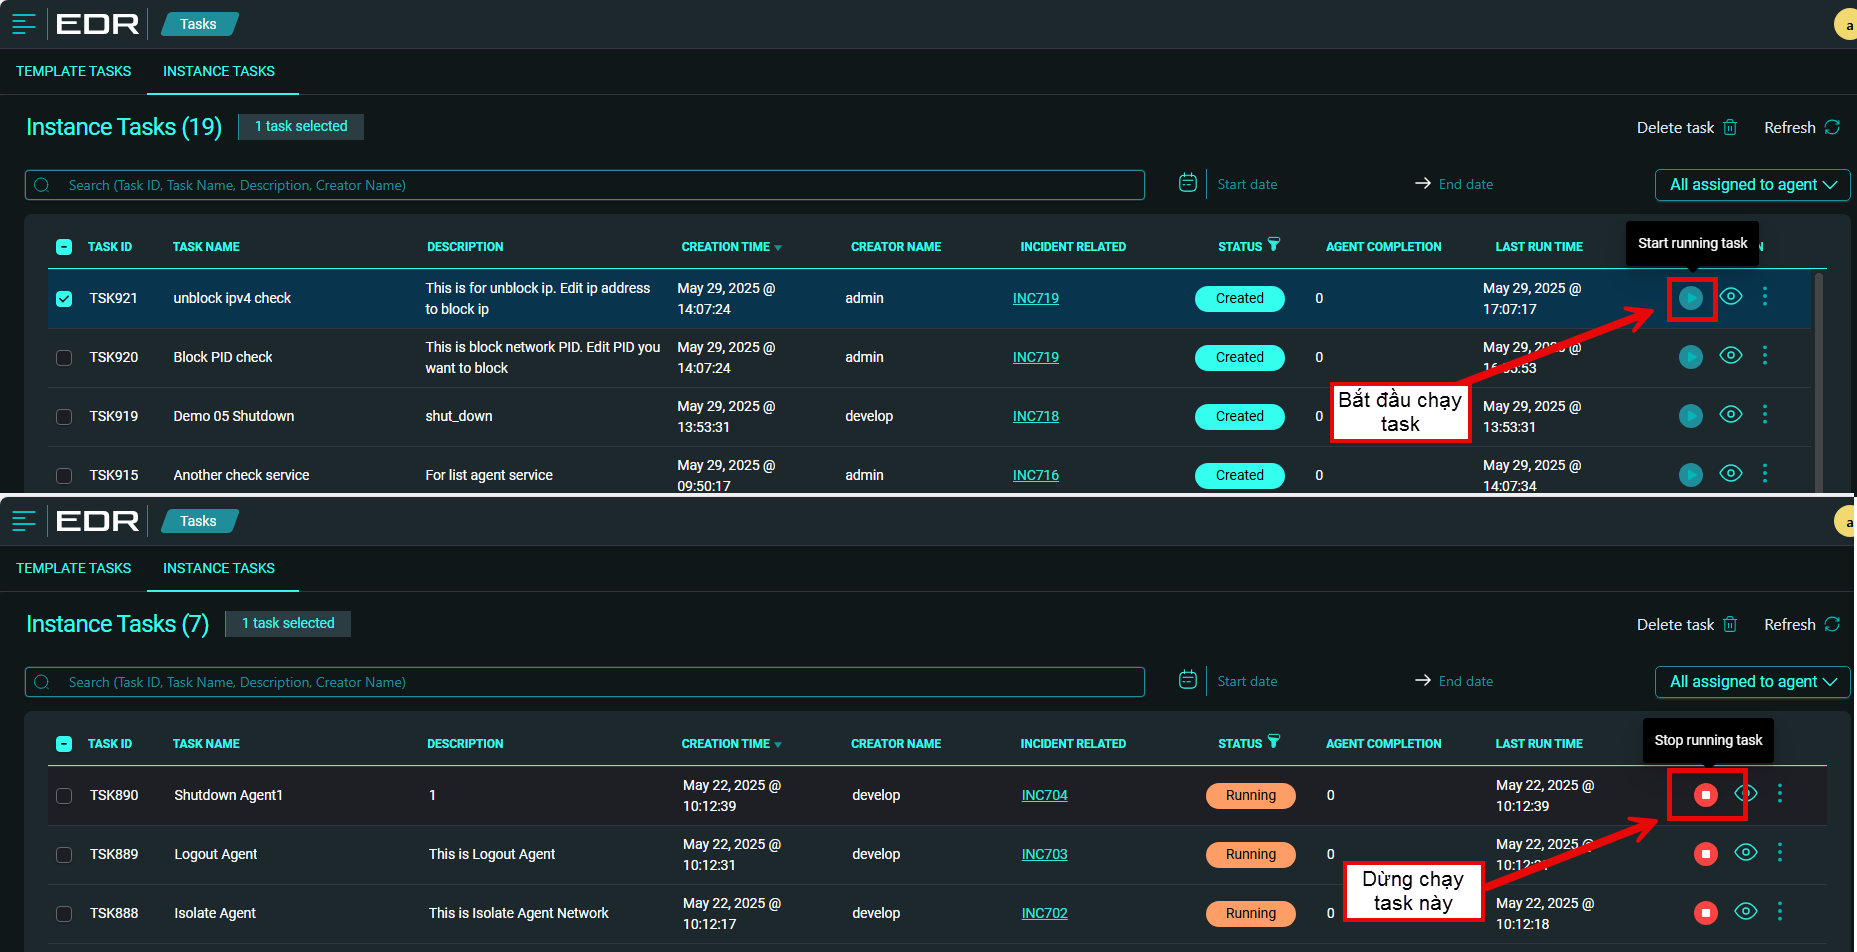 EDR
Tasks
a
TEMPLATE TASKS
INSTANCE TASKS
Instance Tasks (19)
1 task selected
Delete task
Refresh
Search (Task ID, Task Name, Description, Creator Name)
Start date
End date
All assigned to agent
TASK ID
TASK NAME
DESCRIPTION
CREATION TIME
CREATOR NAME
INCIDENT RELATED
STATUS
AGENT COMPLETION
LAST RUN TIME
Start running task
TSK921
unblock ipv4 check
This is for unblock ip. Edit ip address
to block ip
May 29, 2025 @
14:07:24
admin
INC719
Created
0
May 29, 2025 @
17:07:17
TSK920
Block PID check
This is block network PID. Edit PID you
want to block
May 29, 2025 @
14:07:24
admin
INC719
Created
0
May 29, 2025 @
Bắt đầu chạy
task
TSK919
Demo 05 Shutdown
shut_down
May 29, 2025 @
13:53:31
develop
INC718
Created
0
May 29, 2025 @
13:53:31
TSK915
Another check service
For list agent service
May 29, 2025 @
09:50:17
admin
INC716
Created
0
May 29, 2025 @
14:07:34
EDR
Tasks
a
TEMPLATE TASKS
INSTANCE TASKS
Instance Tasks (7)
1 task selected
Delete task
Refresh
Search (Task ID, Task Name, Description, Creator Name)
Start date
End date
All assigned to agent
TASK ID
TASK NAME
DESCRIPTION
CREATION TIME
CREATOR NAME
INCIDENT RELATED
STATUS
AGENT COMPLETION
LAST RUN TIME
Stop running task
TSK890
Shutdown Agent1
1
May 22, 2025 @
10:12:39
develop
INC704
Running
0
May 22, 2025 @
10:12:39
TSK889
Logout Agent
This is Logout Agent
May 22, 2025 @
10:12:31
develop
INC703
Running
0
May 22, 2025 @
Dừng chạy
task này
TSK888
Isolate Agent
This is Isolate Agent Network
May 22, 2025 @
10:12:17
develop
INC702
Running
0
May 22, 2025 @
10:12:18